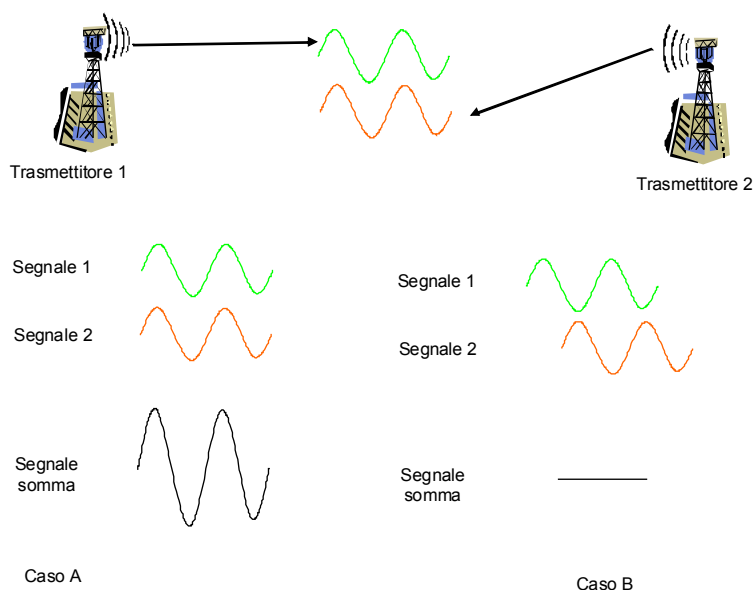 Trasmettitore 1
Trasmettitore 2
Segnale 1
Segnale 2
Segnale
somma
Caso A
Segnale 1
Segnale 2
Segnale
somma
Caso B